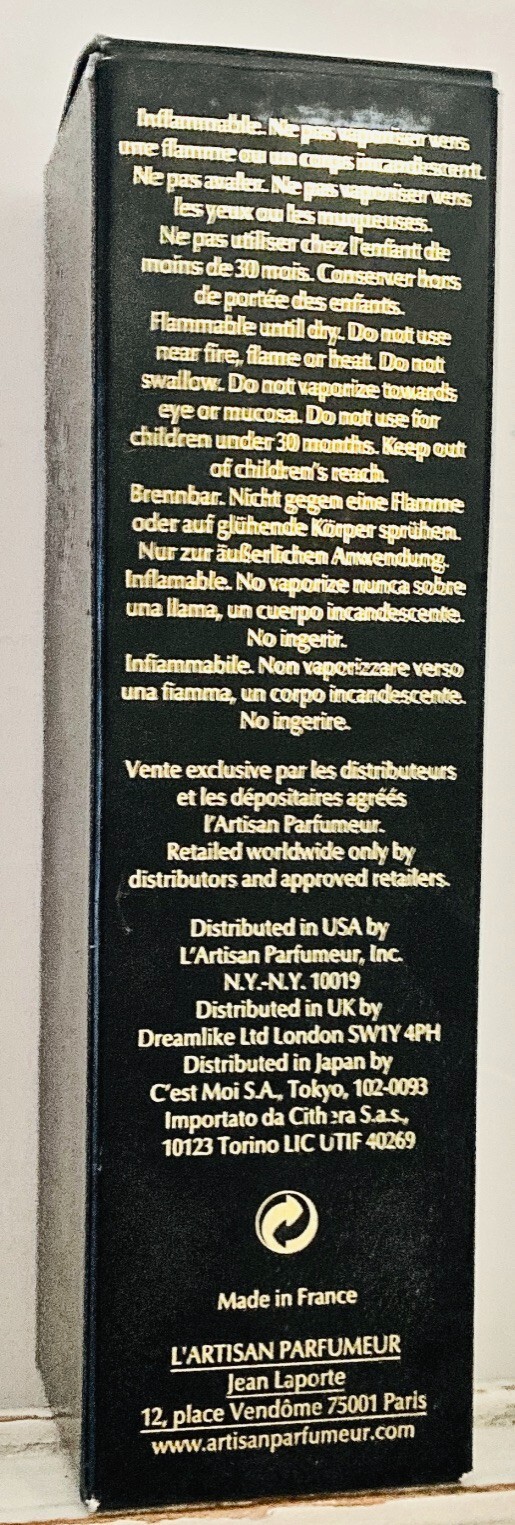 Inflammable. Ne pas vaporiser vers
une flamme ou un corps incandescent.
Ne pas avaler. Ne pas vaporiser vers
les yeux ou les muqueuses.
Ne pas utiliser chez l'enfant de
moins de 30 mois. Conserver hors
de portée des enfants.
Flammable until dry. Do not use
near fire, flame or heat. Do not
swallow. Do not vaporize towards
eye or mucosa. Do not use for
children under 30 months. Keep out
of children's reach.
Brennbar. Nicht gegen eine Flamme
oder auf glühende Körper sprühen.
Nur zur äußerlichen Anwendung.
Inflamable. No vaporize nunca sobre
una llama, un cuerpo incandescente.
No ingerir.
Infiammabile. Non vaporizzare verso
una fiamma, un corpo incandescente.
No ingerire.
Vente exclusive par les distributeurs
et les dépositaires agréés
l'Artisan Parfumeur.
Retailed worldwide only by
distributors and approved retailers.
Distributed in USA by
L'Artisan Parfumeur, Inc.
N.Y.-N.Y. 10019
Distributed in UK by
Dreamlike Ltd London SW1Y 4PH
Distributed in Japan by
C'est Moi S.A., Tokyo, 102-0093
Importato da Cithera S.a.s.,
10123 Torino LIC UTIF 40269
Made in France
L'ARTISAN PARFUMEUR
Jean Laporte
12, place Vendôme 75001 Paris
www.artisanparfumeur.com